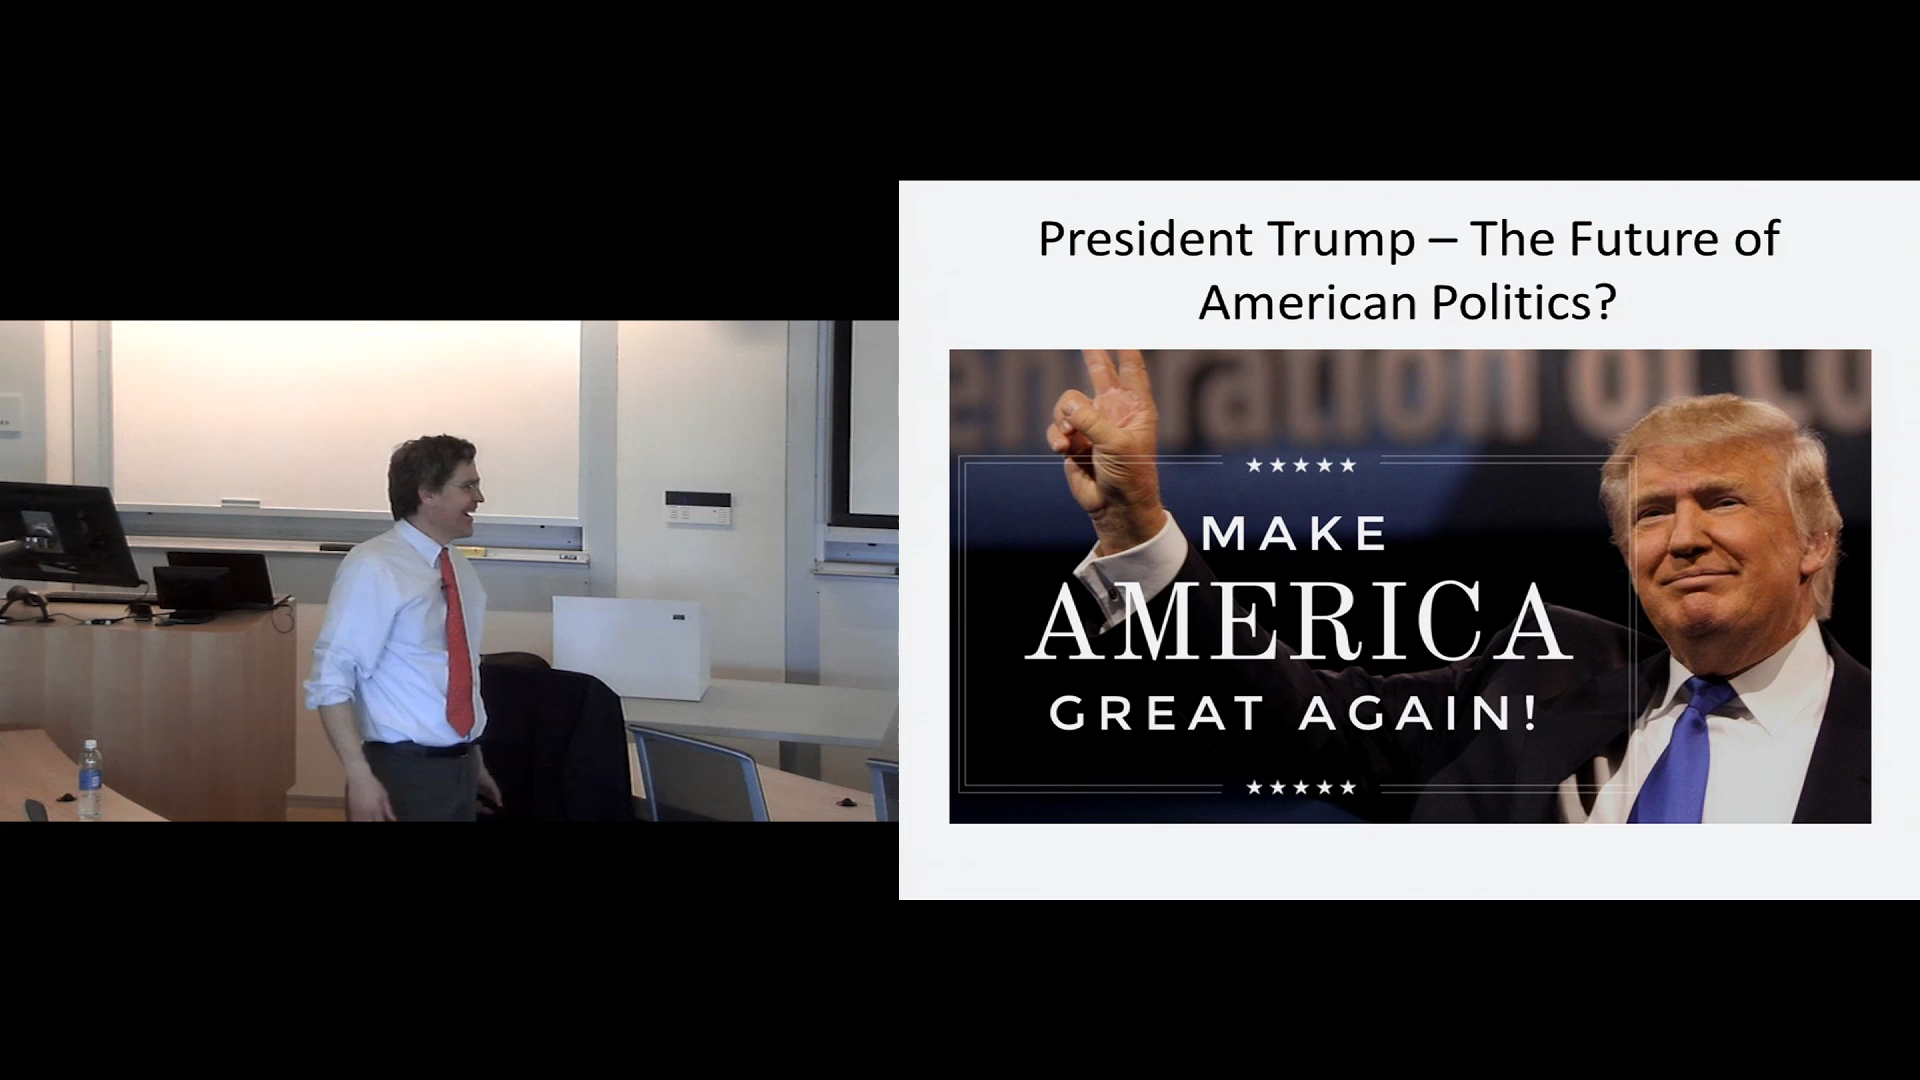 President Trump – The Future of
American Politics?
MAKE
AMERICA
GREAT AGAIN!